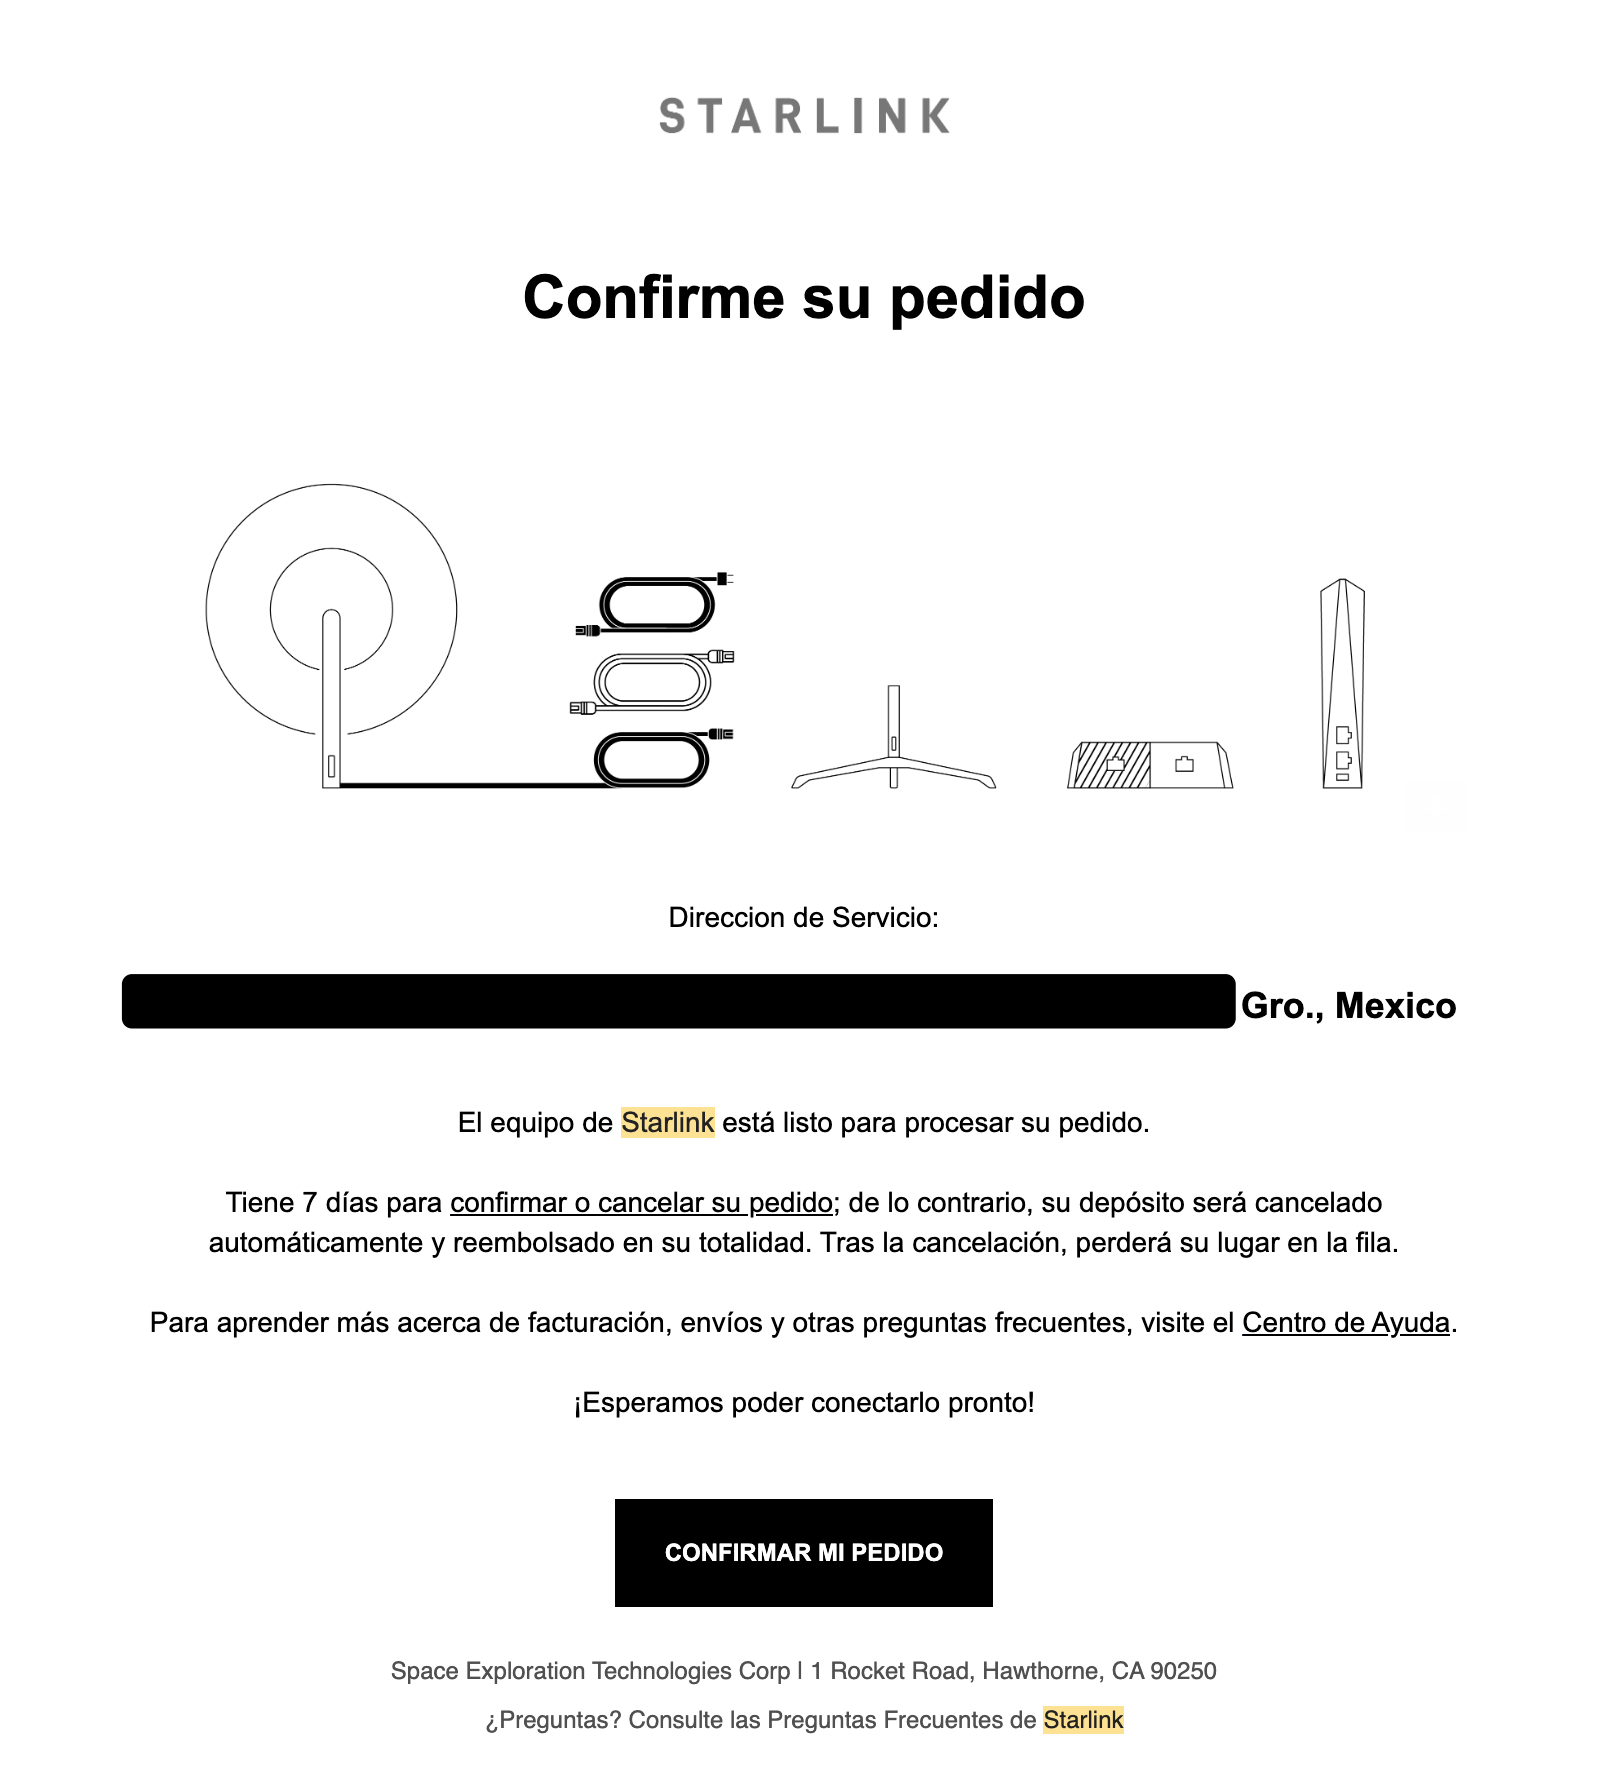 STARLINK
Confirme su pedido
Direccion de Servicio:
Gro., Mexico
El equipo de Starlink está listo para procesar su pedido.
Tiene 7 días para confirmar o cancelar su pedido; de lo contrario, su depósito será cancelado
automáticamente y reembolsado en su totalidad. Tras la cancelación, perderá su lugar en la fila.
Para aprender más acerca de facturación, envíos y otras preguntas frecuentes, visite el Centro de Ayuda.
¡Esperamos poder conectarlo pronto!
CONFIRMAR MI PEDIDO
Space Exploration Technologies Corp | 1 Rocket Road, Hawthorne, CA 90250
¿Preguntas? Consulte las Preguntas Frecuentes de Starlink